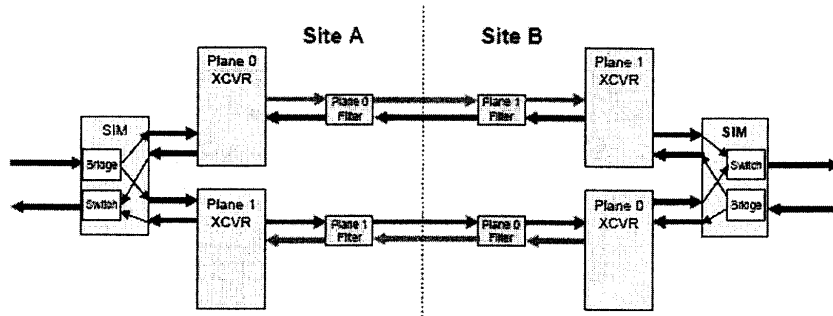 Site A
Site B
Plane 0
XCVR
Plane 1
XCVR
Plane 0
Filter
Plane 1
Filter
SIM
Bridge
Switch
SIM
Switch
Bridge
Plane 1
XCVR
Plane 0
XCVR
Plane 1
Filter
Plane 0
Filter